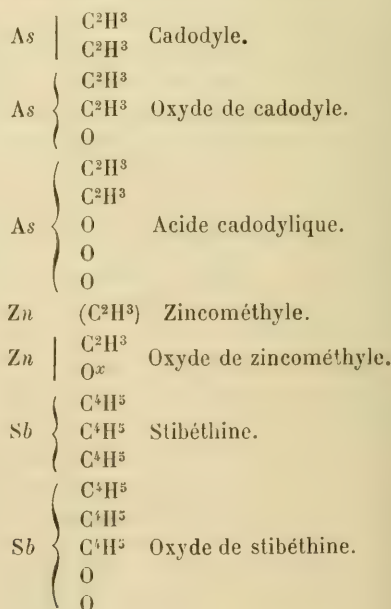 C²H³
As | C²H³ Cadodyle.
C²H³
As { C²H³ Oxyde de cadodyle.
O
C²H³
C²H³
As { O Acide cadodylique.
O
O
Zn (C²H³) Zincométhyle.
Zn | C²H³ Oxyde de zincométhyle.
Oˣ
C⁴H⁵
Sb { C⁴H⁵ Stibéthine.
C⁴H⁵
C⁴H⁵
C⁴H⁵
Sb { C⁴H⁵ Oxyde de stibéthine.
O
O